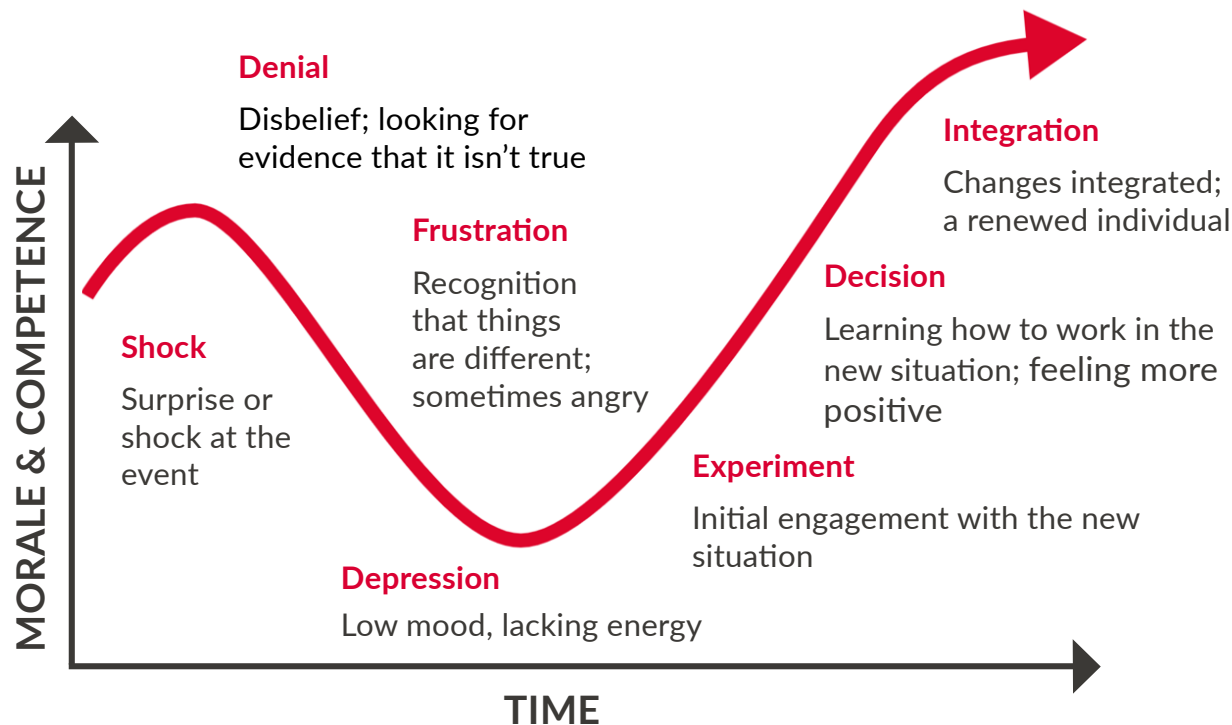 Denial
Disbelief; looking for
evidence that it isn’t true
Frustration
Recognition
that things
are different;
sometimes angry
Shock
Surprise or
shock at the
event
Depression
Low mood, lacking energy
Experiment
Initial engagement with the new
situation
Decision
Learning how to work in the
new situation; feeling more
positive
Integration
Changes integrated;
a renewed individual
MORALE & COMPETENCE
TIME